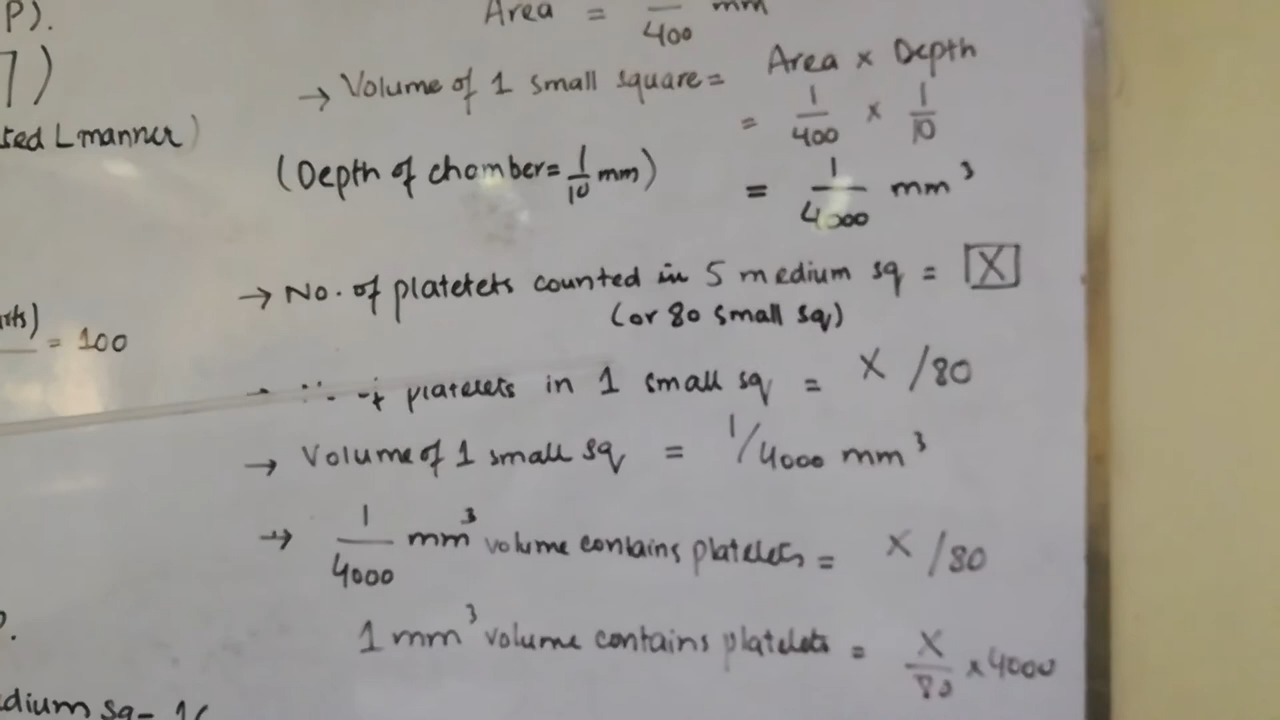 P).
Area = /400 mm
7)
→ Volume of 1 small square = Area x Depth
= 1/400 x 1/10
ted L manner)
(Depth of chamber = 1/10 mm)
= 1/4000 mm³
→ No. of platelets counted in 5 medium sq = X
(or 80 small sq)
= 100
platelets in 1 small sq = X /80
→ Volume of 1 small sq = 1/4000 mm³
→ 1/4000 mm³ volume contains platelets = X /80
1 mm³ volume contains platelets = X/80 x 4000
dium sq -